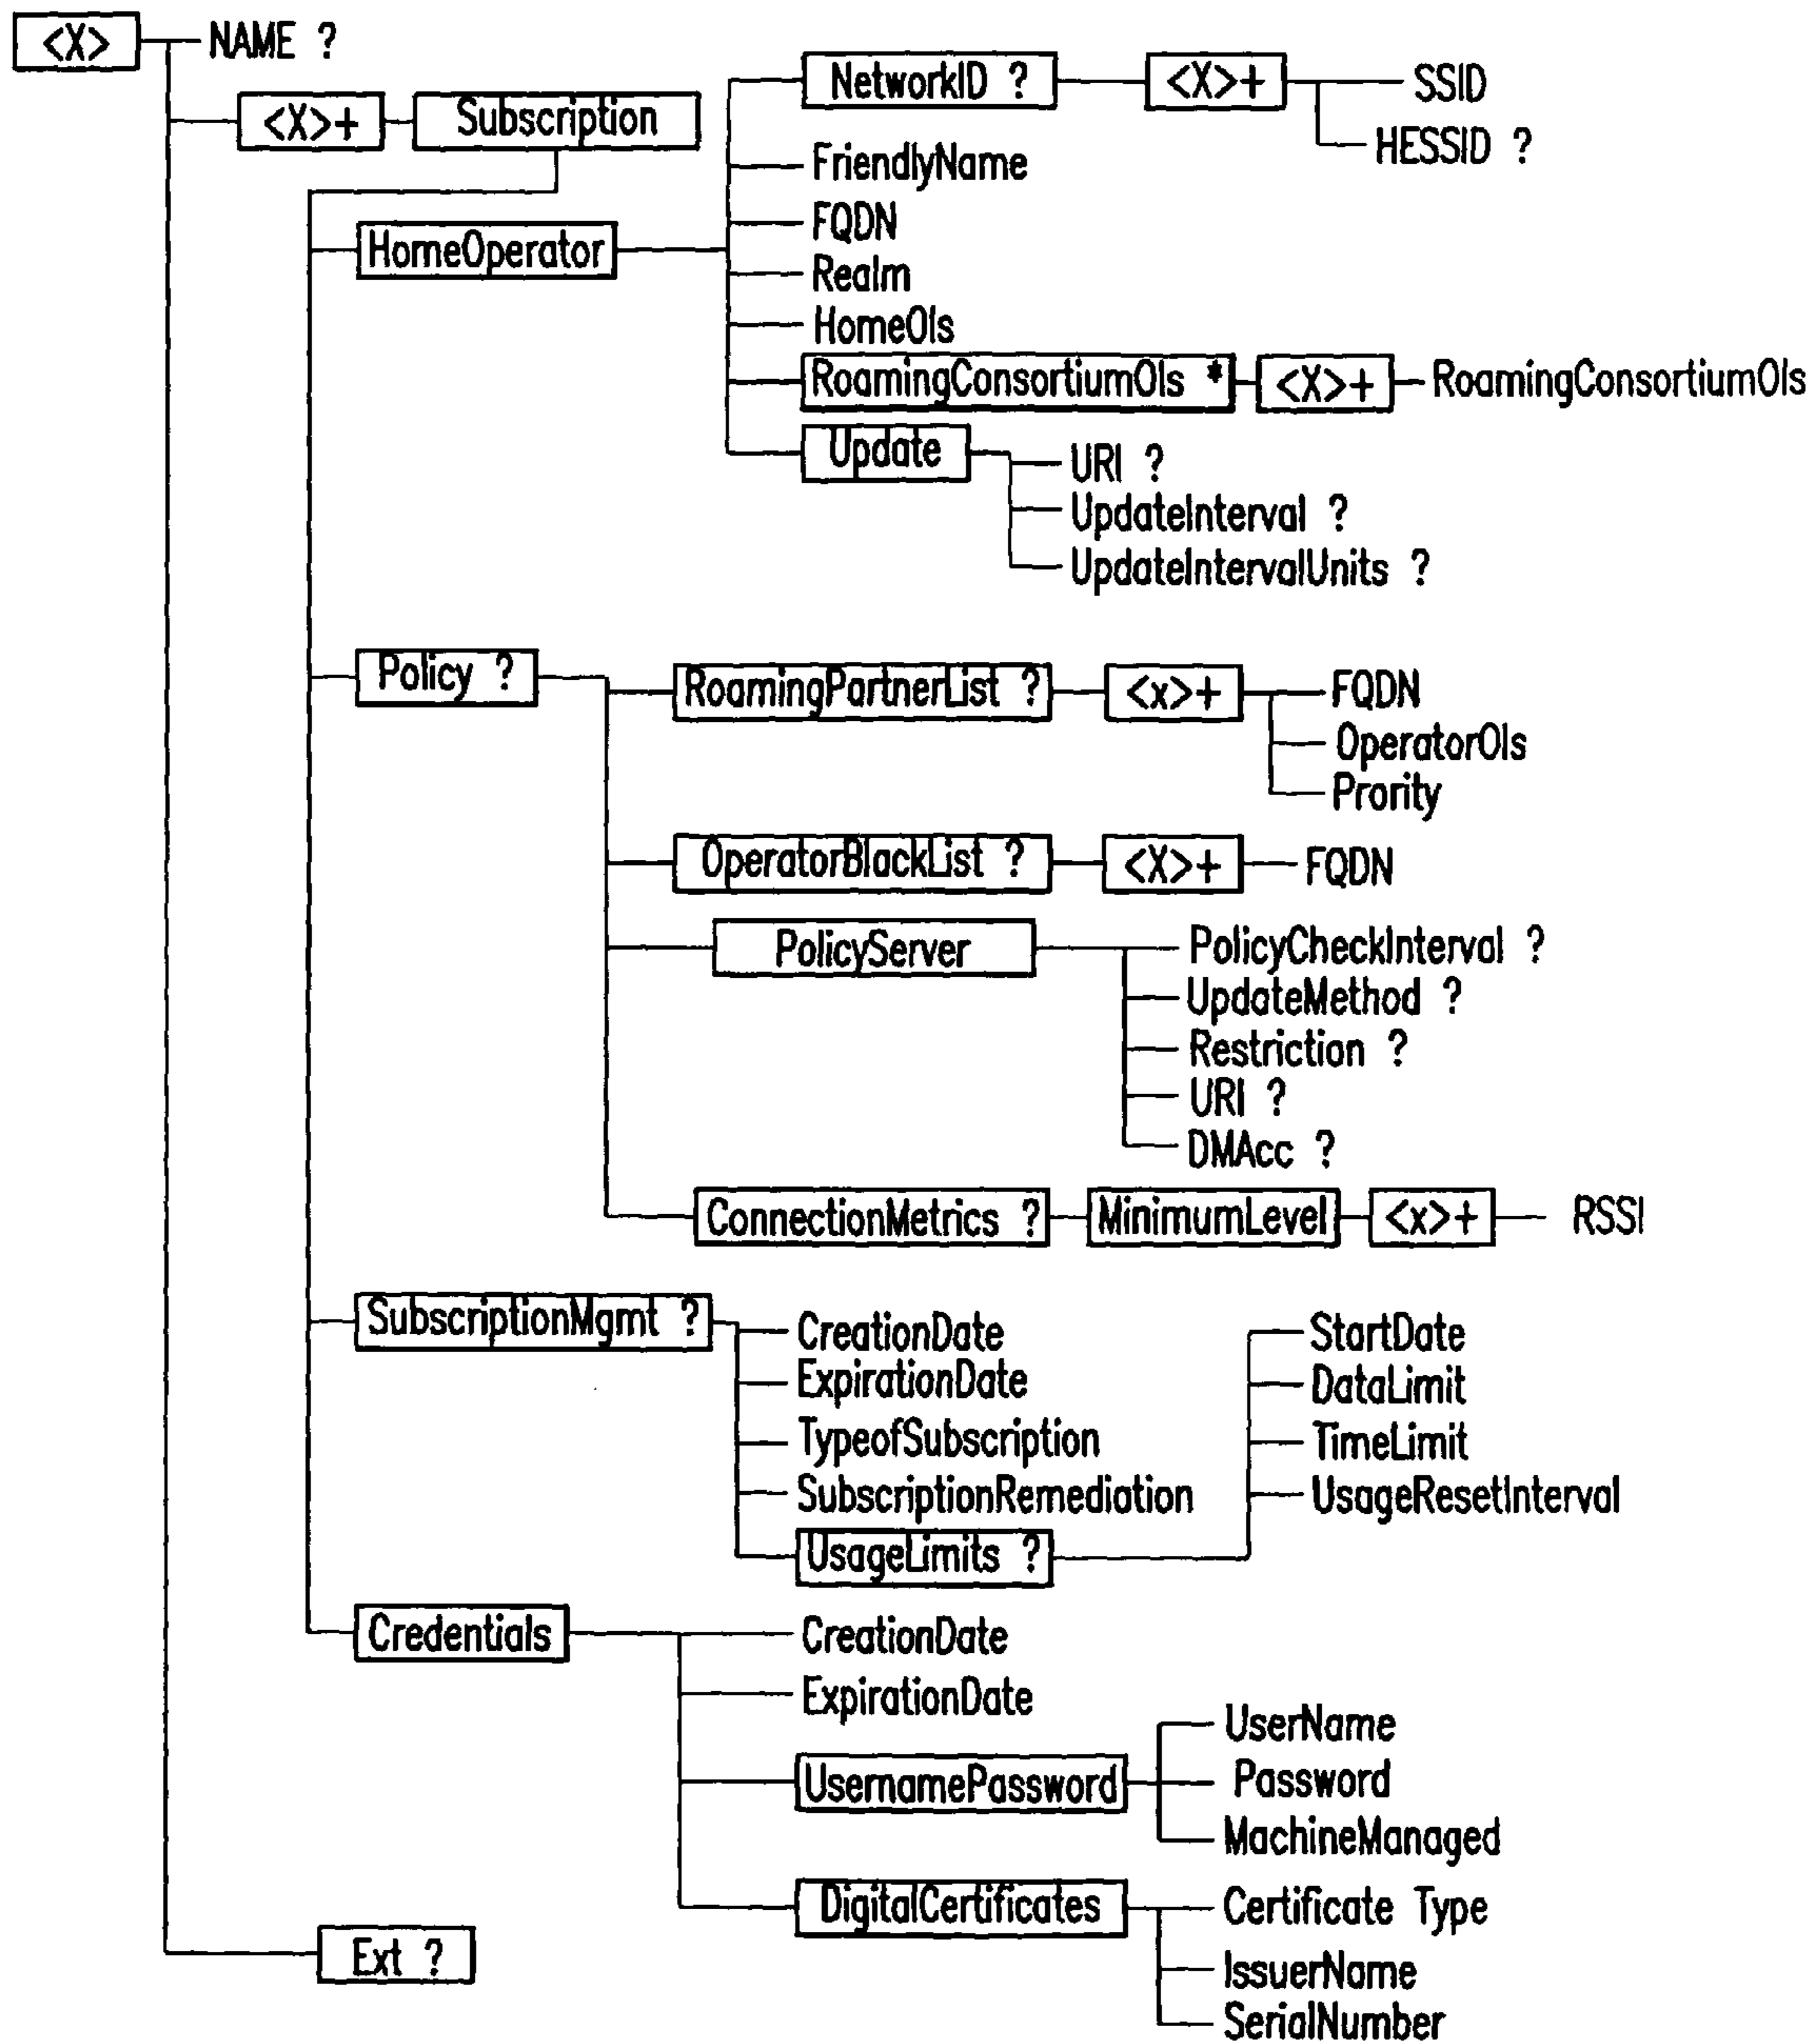 <X>
NAME ?
<X>+
Subscription
HomeOperator
NetworkID ?
<X>+
SSID
HESSID ?
FriendlyName
FQDN
Realm
HomeOIs
RoamingConsortiumOIs *
<X>+
RoamingConsortiumOIs
Update
URI ?
UpdateInterval ?
UpdateIntervalUnits ?
Policy ?
RoamingPartnerList ?
<x>+
FQDN
OperatorOIs
Prority
OperatorBlackList ?
<X>+
FQDN
PolicyServer
PolicyCheckInterval ?
UpdateMethod ?
Restriction ?
URI ?
DMAcc ?
ConnectionMetrics ?
MinimumLevel
<x>+
RSSI
SubscriptionMgmt ?
CreationDate
ExpirationDate
TypeofSubscription
SubscriptionRemediation
UsageLimits ?
StartDate
DataLimit
TimeLimit
UsageResetInterval
Credentials
CreationDate
ExpirationDate
UsernamePassword
UserName
Password
MachineManaged
DigitalCertificates
Certificate Type
IssuerName
SerialNumber
Ext ?